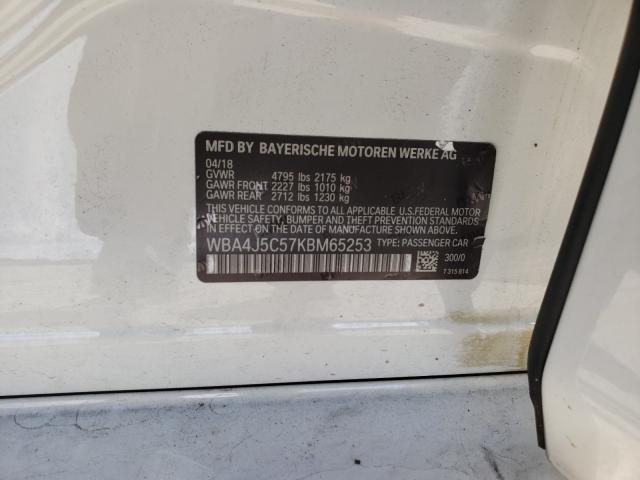 MFD BY BAYERISCHE MOTOREN WERKE AG
04/18
GVWR 4795 lbs 2175 kg
GAWR FRONT 2227 lbs 1010 kg
GAWR REAR 2712 lbs 1230 kg
THIS VEHICLE CONFORMS TO ALL APPLICABLE U.S.FEDERAL MOTOR
VEHICLE SAFETY, BUMPER AND THEFT PREVENTION STANDARDS
IN EFFECT ON THE DATE OF MANUFACTURE SHOWN ABOVE.
WBA4J5C57KBM65253 TYPE: PASSENGER CAR
300/0
7 315 814